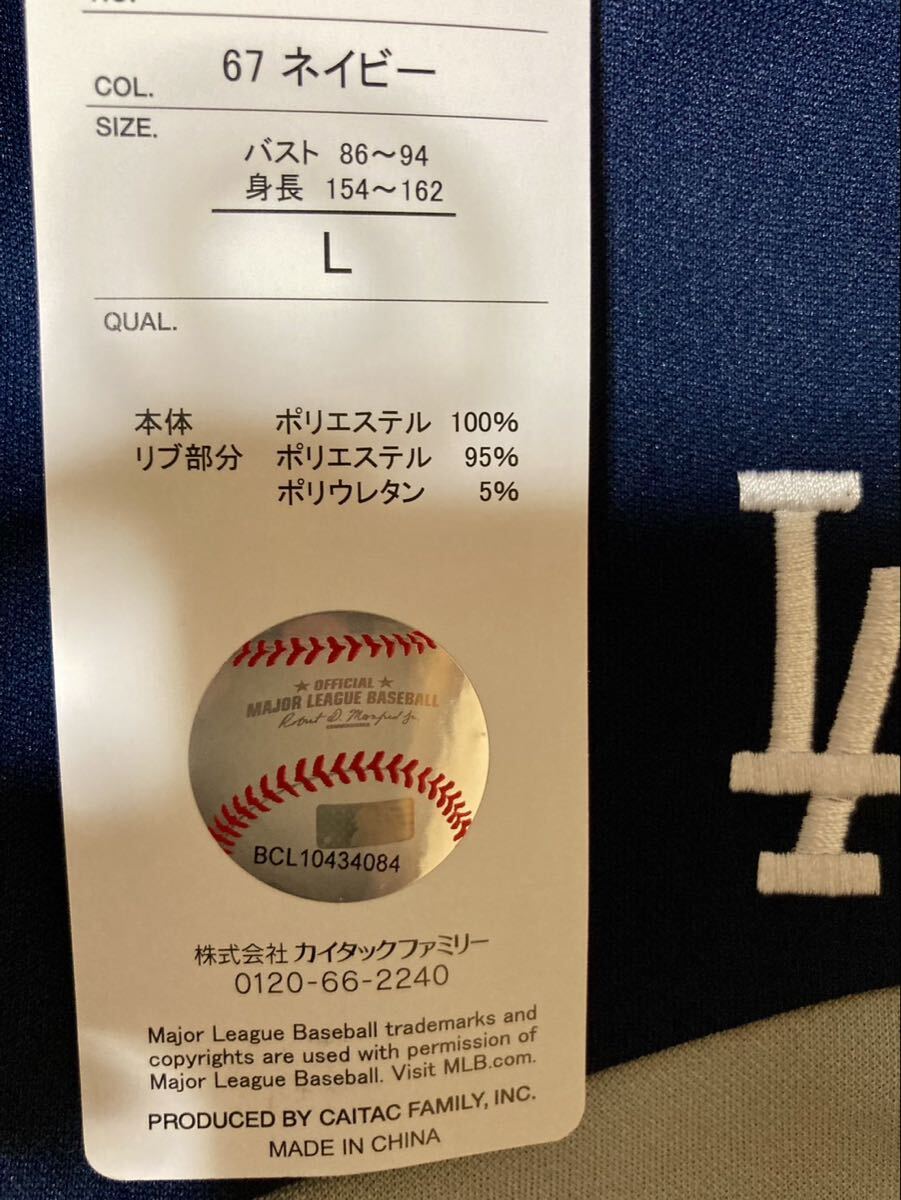 COL. 67 ネイビー
SIZE.
バスト 86～94
身長 154～162
L
QUAL.
本体 ポリエステル 100%
リブ部分 ポリエステル 95%
ポリウレタン 5%
★ OFFICIAL ★
MAJOR LEAGUE BASEBALL
Robert D. Manfred Jr.
BCL10434084
株式会社 カイタックファミリー
0120-66-2240
Major League Baseball trademarks and
copyrights are used with permission of
Major League Baseball. Visit MLB.com.
PRODUCED BY CAITAC FAMILY, INC.
MADE IN CHINA
LA